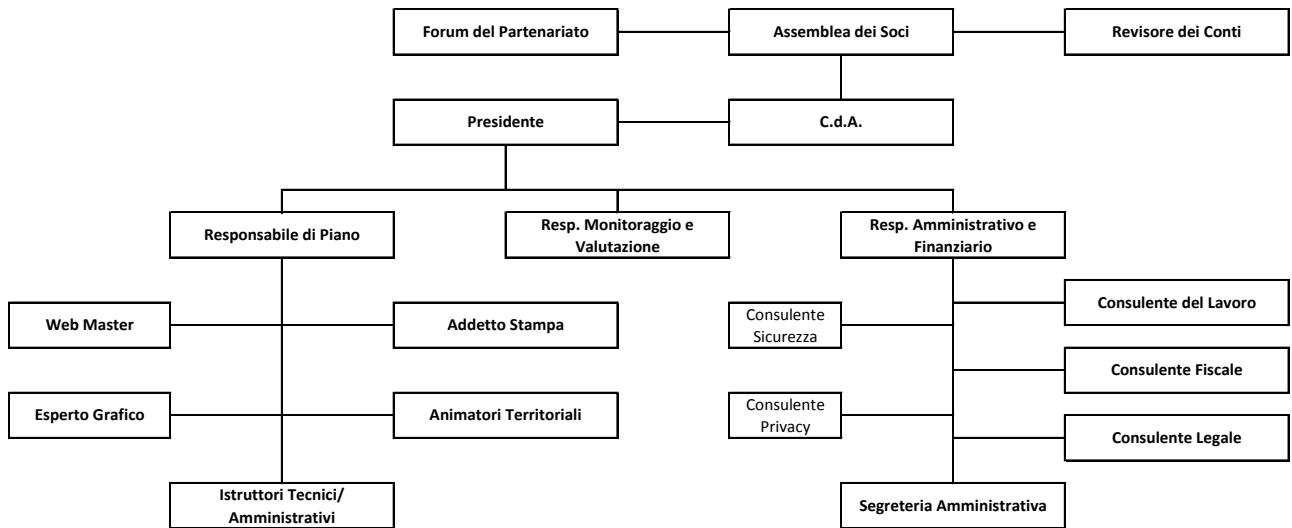 Forum del Partenariato
Assemblea dei Soci
Revisore dei Conti
Presidente
C.d.A.
Responsabile di Piano
Resp. Monitoraggio e
Valutazione
Resp. Amministrativo e
Finanziario
Web Master
Addetto Stampa
Consulente
Sicurezza
Consulente del Lavoro
Consulente Fiscale
Esperto Grafico
Animatori Territoriali
Consulente
Privacy
Consulente Legale
Istruttori Tecnici/
Amministrativi
Segreteria Amministrativa